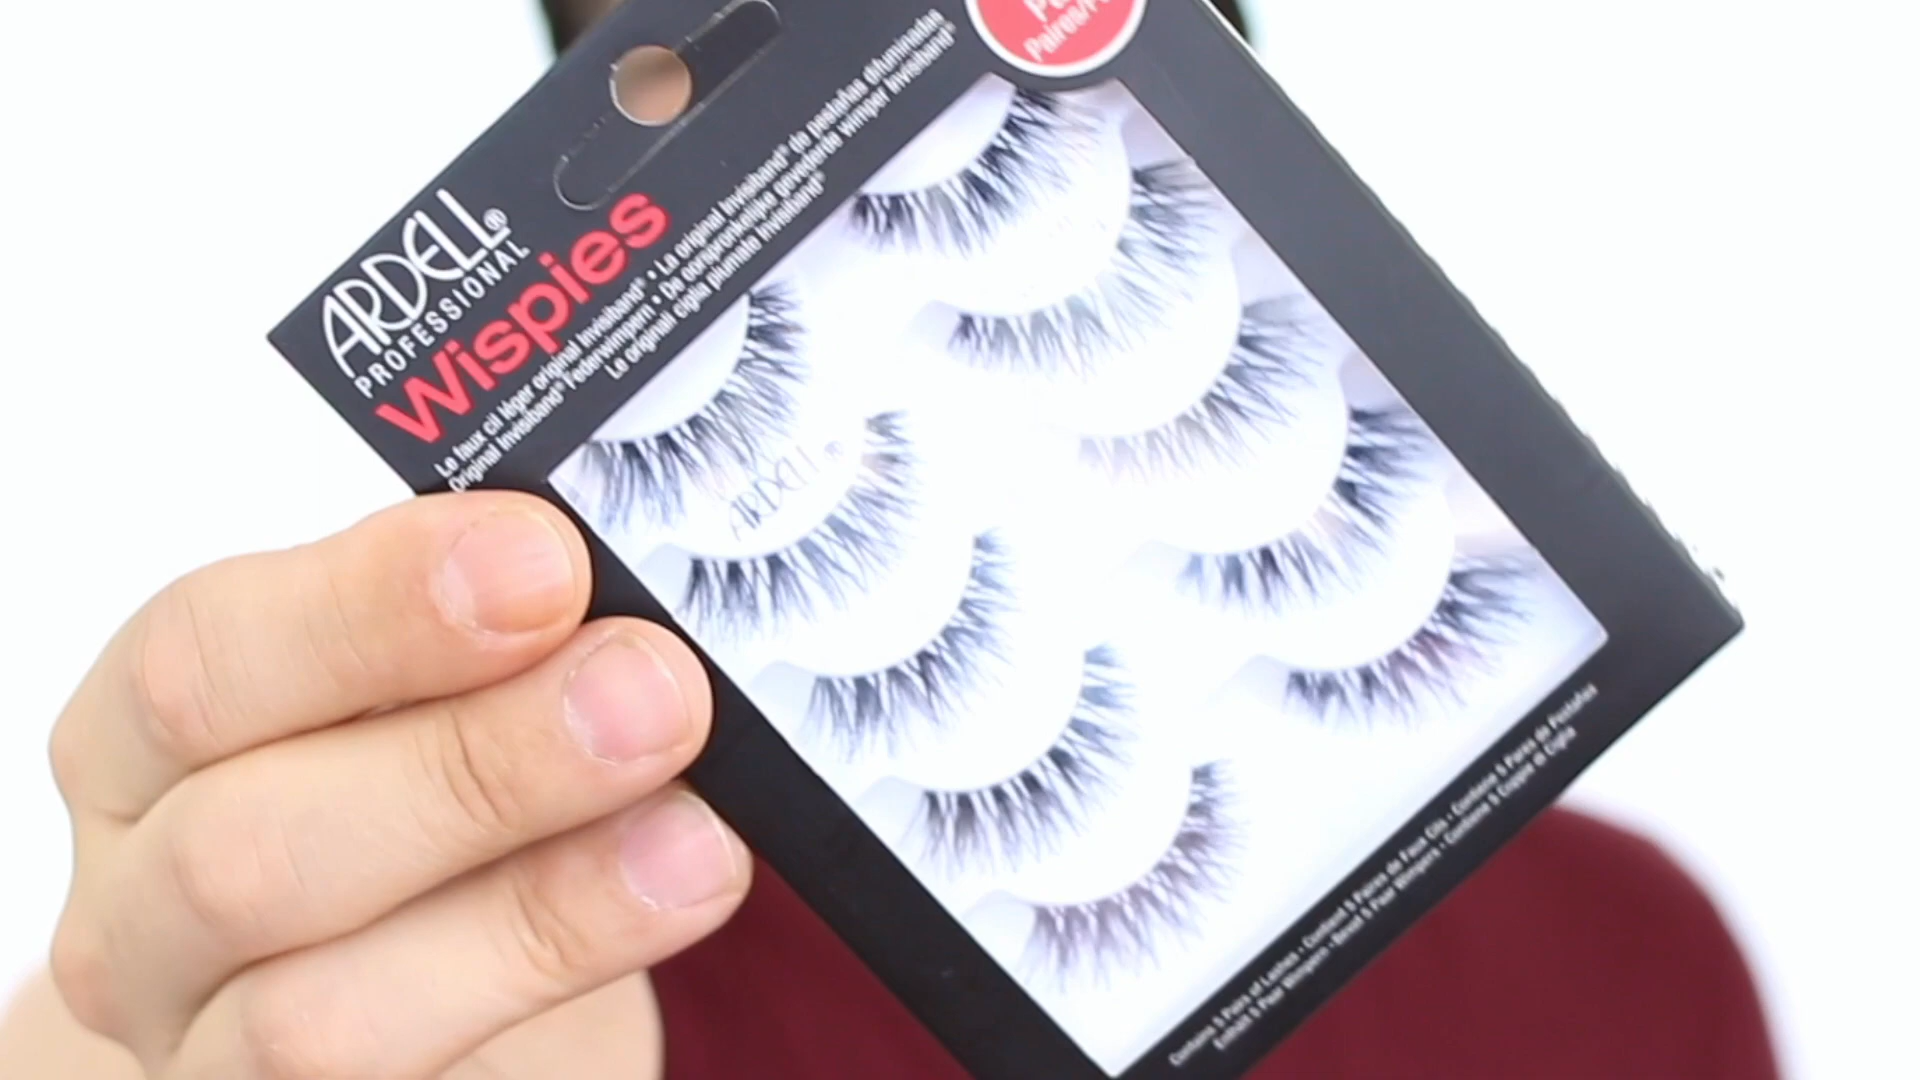 ARDELL®
PROFESSIONAL
Wispies
Le faux cil léger original Invisiband® • La original Invisiband® de pestañas difuminadas
Original Invisiband® Federwimpern • De oorspronkelijke gevederde wimper Invisiband®
Le originali ciglia piumate Invisiband®
ARDELL®
Contains 5 Pairs of Lashes • Contient 5 Paires de Faux Cils • Contiene 5 Pares de Pestañas
Enthält 5 Paar Wimpern • Bevat 5 Paar Wimpers • Contiene 5 Coppie di Ciglia